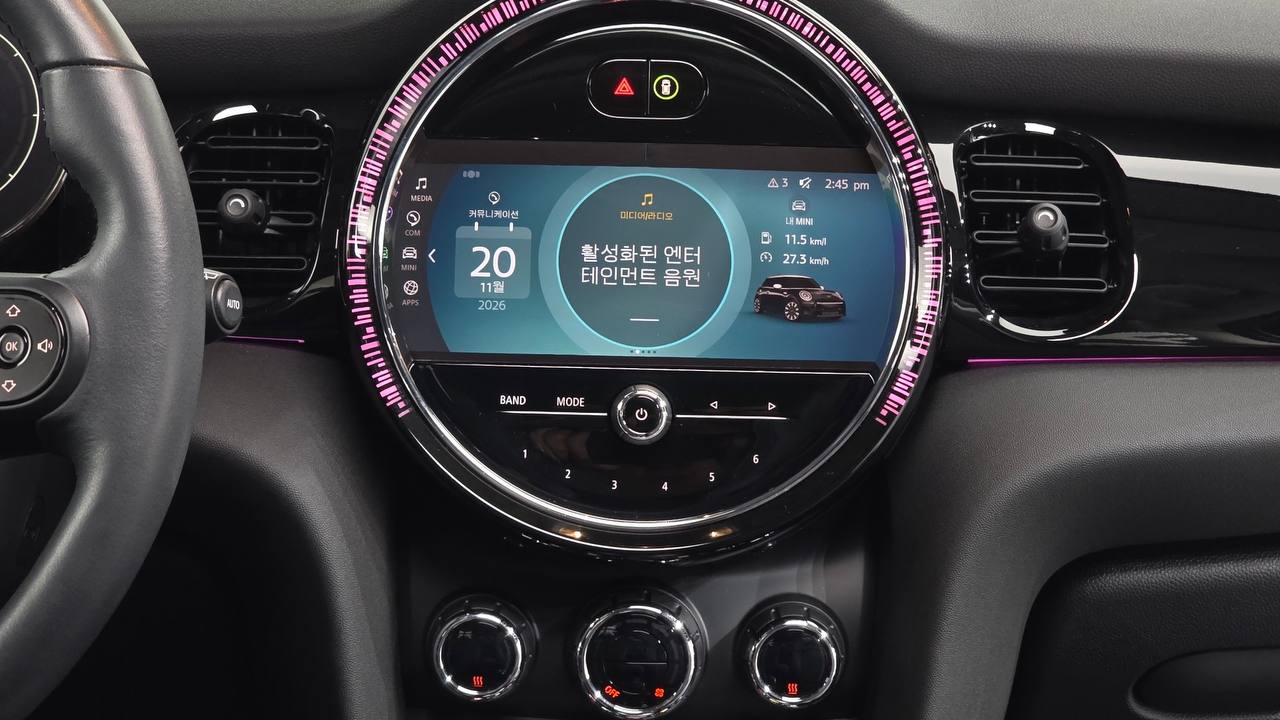 3 2:45 pm
MEDIA
COM
MINI
APPS
커뮤니케이션
20
11월
2026
미디어/라디오
활성화된 엔터
테인먼트 음원
내 MINI
11.5 km/l
27.3 km/h
AUTO
OK
BAND MODE
1 2 3 4 5 6
OFF